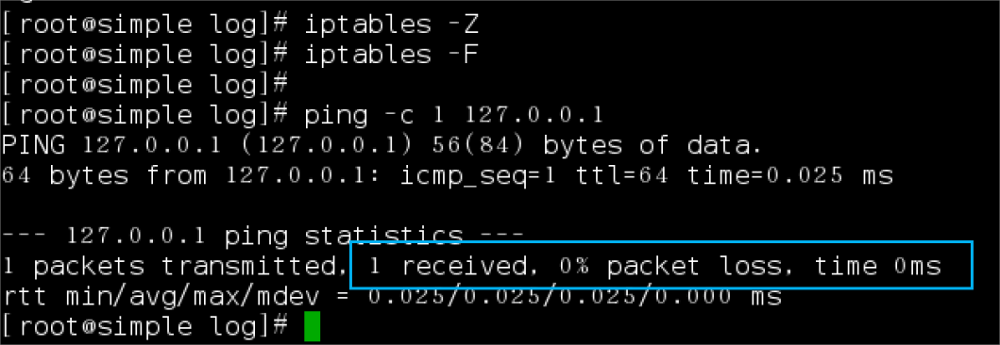 [root@simple log]# iptables -Z
[root@simple log]# iptables -F
[root@simple log]#
[root@simple log]# ping -c 1 127.0.0.1
PING 127.0.0.1 (127.0.0.1) 56(84) bytes of data.
64 bytes from 127.0.0.1: icmp_seq=1 ttl=64 time=0.025 ms
--- 127.0.0.1 ping statistics ---
1 packets transmitted, 1 received, 0% packet loss, time 0ms
rtt min/avg/max/mdev = 0.025/0.025/0.025/0.000 ms
[root@simple log]#